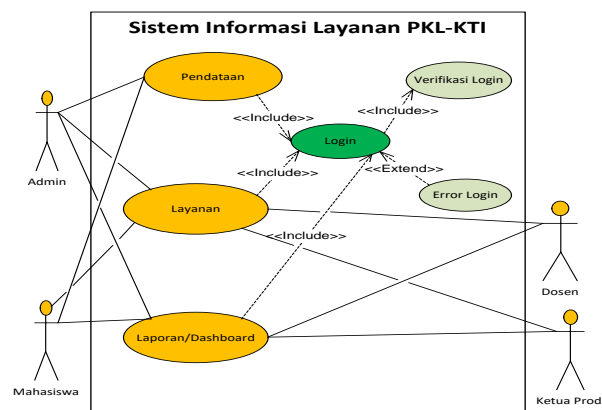 Sistem Informasi Layanan PKL-KTI
Pendataan
Verifikasi Login
<<Include>>
<<Include>>
Login
Admin
<<Include>>
<<Extend>>
Layanan
Error Login
<<Include>>
Dosen
Laporan/Dashboard
Mahasiswa
Ketua Prod